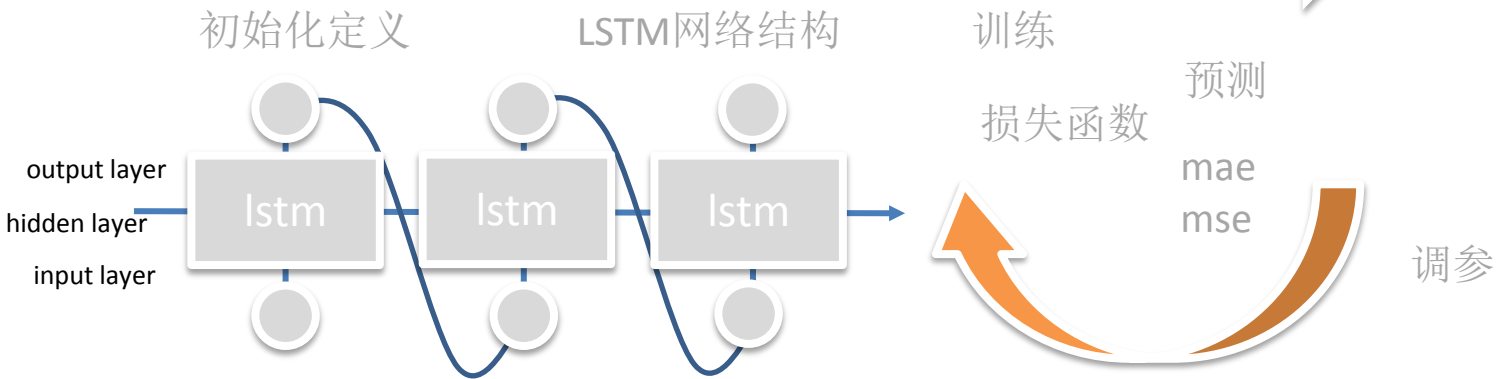 初始化定义
LSTM网络结构
训练
预测
损失函数
mae
mse
调参
output layer
hidden layer
input layer
lstm
lstm
lstm